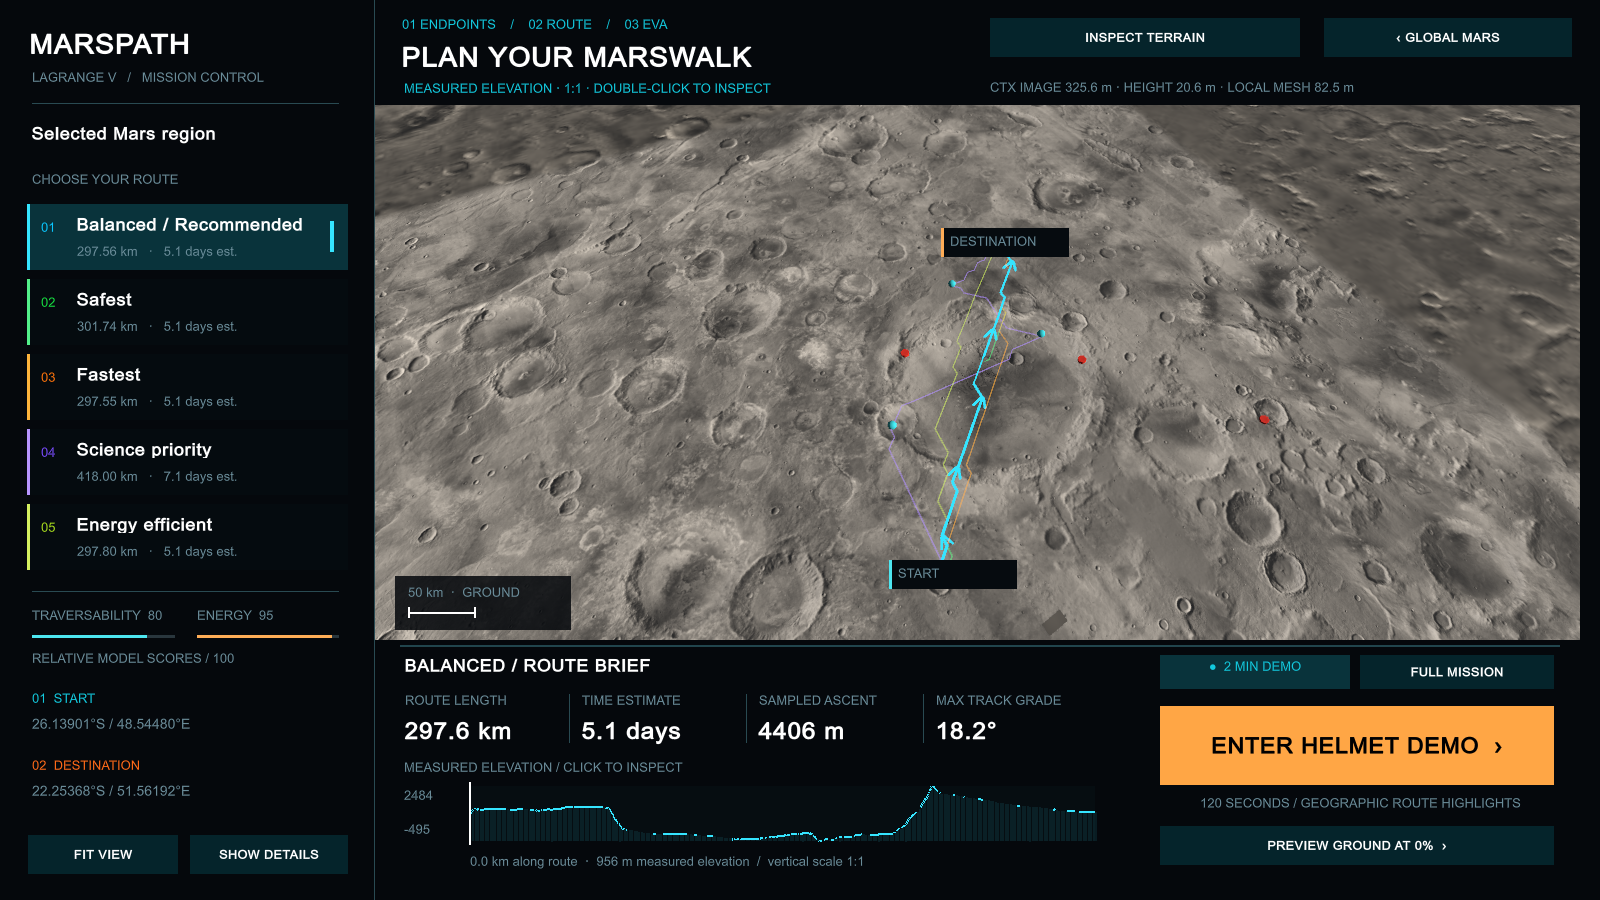 MARSPATH
LAGRANGE V / MISSION CONTROL
Selected Mars region
CHOOSE YOUR ROUTE
01 Balanced / Recommended
297.56 km · 5.1 days est.
02 Safest
301.74 km · 5.1 days est.
03 Fastest
297.55 km · 5.1 days est.
04 Science priority
418.00 km · 7.1 days est.
05 Energy efficient
297.80 km · 5.1 days est.
TRAVERSABILITY 80 ENERGY 95
RELATIVE MODEL SCORES / 100
01 START
26.13901°S / 48.54480°E
02 DESTINATION
22.25368°S / 51.56192°E
FIT VIEW
SHOW DETAILS
01 ENDPOINTS / 02 ROUTE / 03 EVA
PLAN YOUR MARSWALK
MEASURED ELEVATION · 1:1 · DOUBLE-CLICK TO INSPECT
INSPECT TERRAIN
‹ GLOBAL MARS
CTX IMAGE 325.6 m · HEIGHT 20.6 m · LOCAL MESH 82.5 m
DESTINATION
START
50 km · GROUND
BALANCED / ROUTE BRIEF
ROUTE LENGTH
297.6 km
TIME ESTIMATE
5.1 days
SAMPLED ASCENT
4406 m
MAX TRACK GRADE
18.2°
MEASURED ELEVATION / CLICK TO INSPECT
2484
-495
0.0 km along route · 956 m measured elevation / vertical scale 1:1
● 2 MIN DEMO
FULL MISSION
ENTER HELMET DEMO ›
120 SECONDS / GEOGRAPHIC ROUTE HIGHLIGHTS
PREVIEW GROUND AT 0% ›